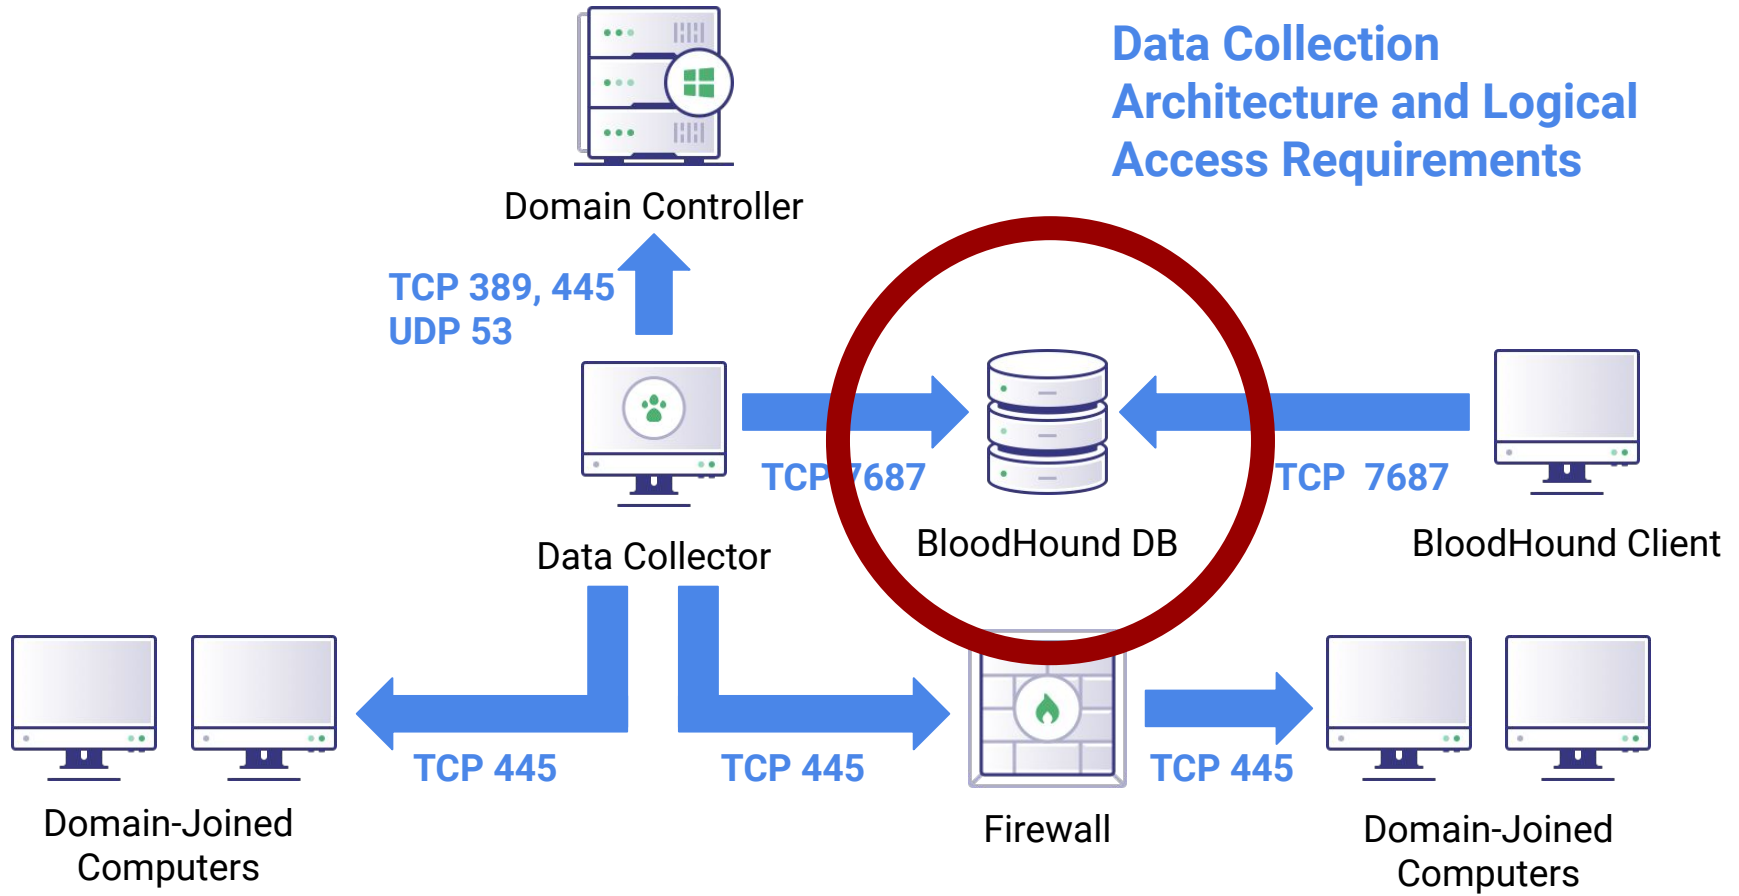 Data Collection
Architecture and Logical
Access Requirements
Domain Controller
TCP 389, 445
UDP 53
TCP 7687
TCP 7687
Data Collector
BloodHound DB
BloodHound Client
TCP 445
TCP 445
TCP 445
Domain-Joined
Computers
Firewall
Domain-Joined
Computers